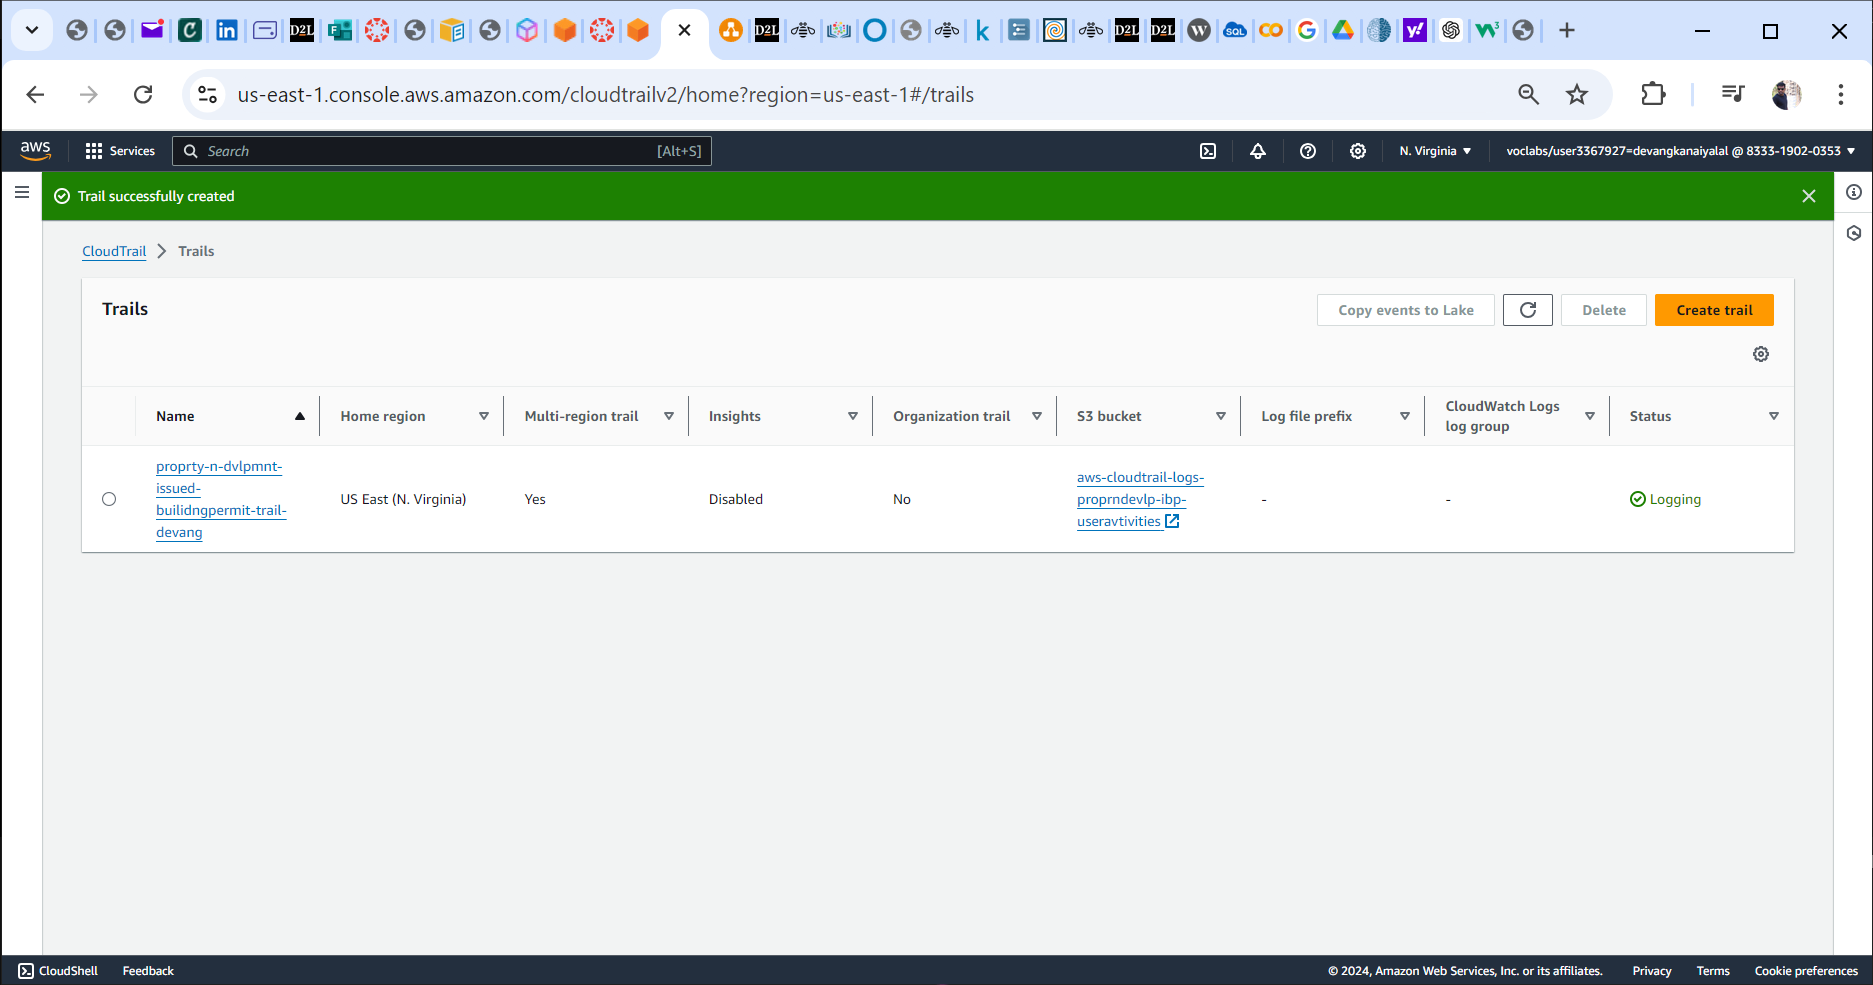 us-east-1.console.aws.amazon.com/cloudtrailv2/home?region=us-east-1#/trails
aws
Services
Search
[Alt+S]
N. Virginia
voclabs/user3367927=devangkanaiyalal @ 8333-1902-0353
Trail successfully created
CloudTrail
Trails
Trails
Copy events to Lake
Delete
Create trail
Name
Home region
Multi-region trail
Insights
Organization trail
S3 bucket
Log file prefix
CloudWatch Logs
log group
Status
proprty-n-dvlpmnt-
issued-
builidngpermit-trail-
devang
US East (N. Virginia)
Yes
Disabled
No
aws-cloudtrail-logs-
proprndevlp-ibp-
useravtivities
-
-
Logging
CloudShell
Feedback
© 2024, Amazon Web Services, Inc. or its affiliates.
Privacy
Terms
Cookie preferences